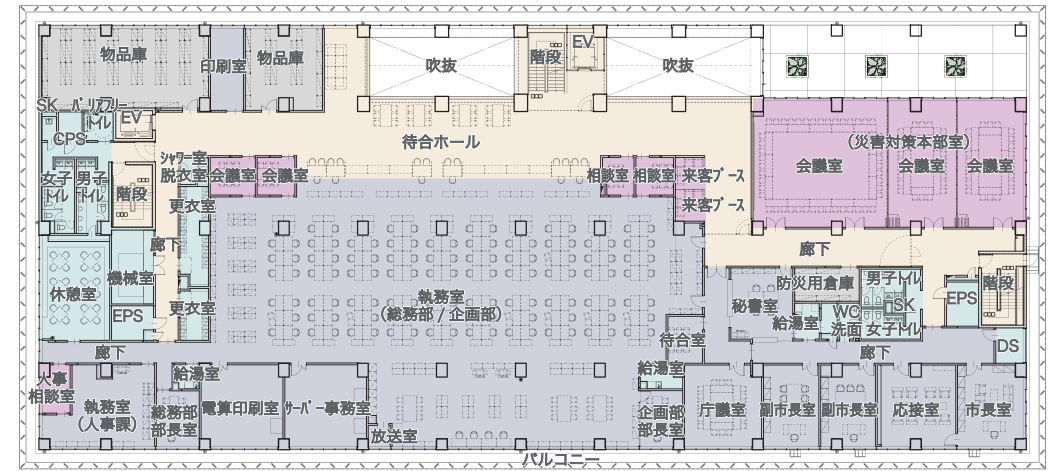 物品庫
印刷室
物品庫
吹抜
階段
EV
吹抜
SK
バリアフリー
トイレ
EV
CPS
待合ホール
シャワー室
脱衣室
会議室
会議室
相談室
相談室
来客ブース
来客ブース
会議室
(災害対策本部室)
会議室
会議室
女子
トイレ
男子
トイレ
階段
更衣室
廊下
廊下
休憩室
機械室
EPS
更衣室
執務室
(総務部 / 企画部)
秘書室
防災用倉庫
給湯室
WC
洗面
男子トイレ
SK
女子トイレ
EPS
階段
待合室
廊下
廊下
DS
人事
相談室
執務室
(人事課)
給湯室
総務部
部長室
電算印刷室
サーバー事務室
放送室
給湯室
企画部
部長室
庁議室
副市長室
副市長室
応接室
市長室
バルコニー